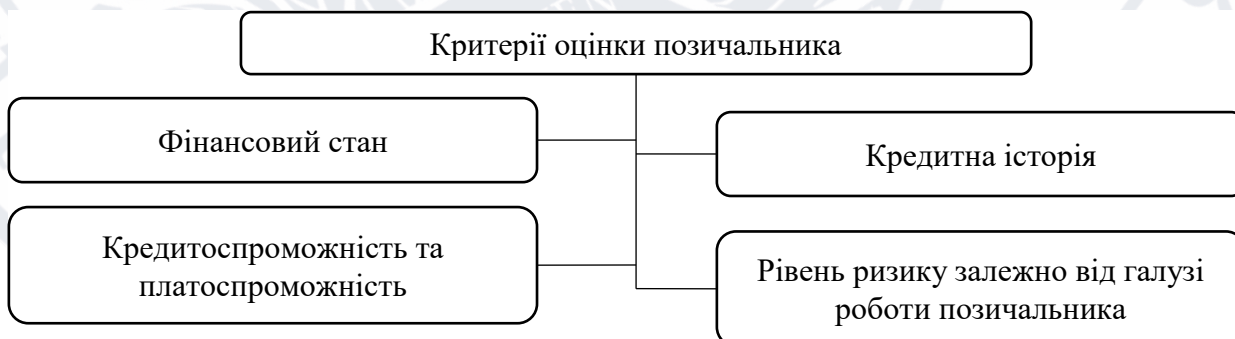 Критерії оцінки позичальника
Фінансовий стан
Кредитна історія
Кредитоспроможність та
платоспроможність
Рівень ризику залежно від галузі
роботи позичальника